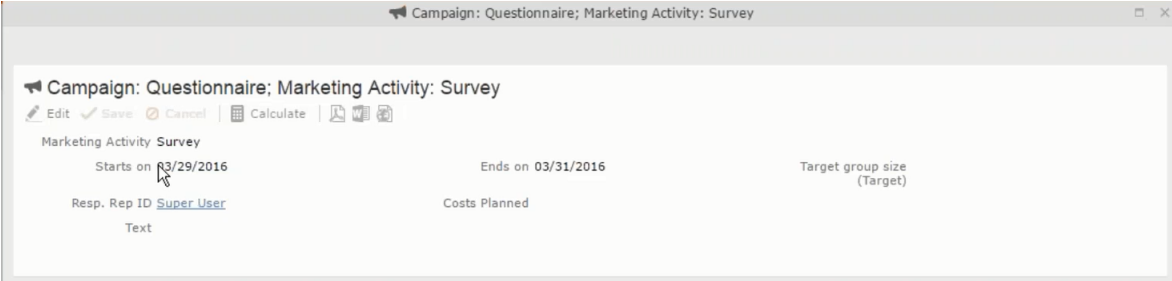 Campaign: Questionnaire; Marketing Activity: Survey
Campaign: Questionnaire; Marketing Activity: Survey
Edit Save Cancel Calculate
Marketing Activity Survey
Starts on 03/29/2016 Ends on 03/31/2016 Target group size
(Target)
Resp. Rep ID Super User Costs Planned
Text